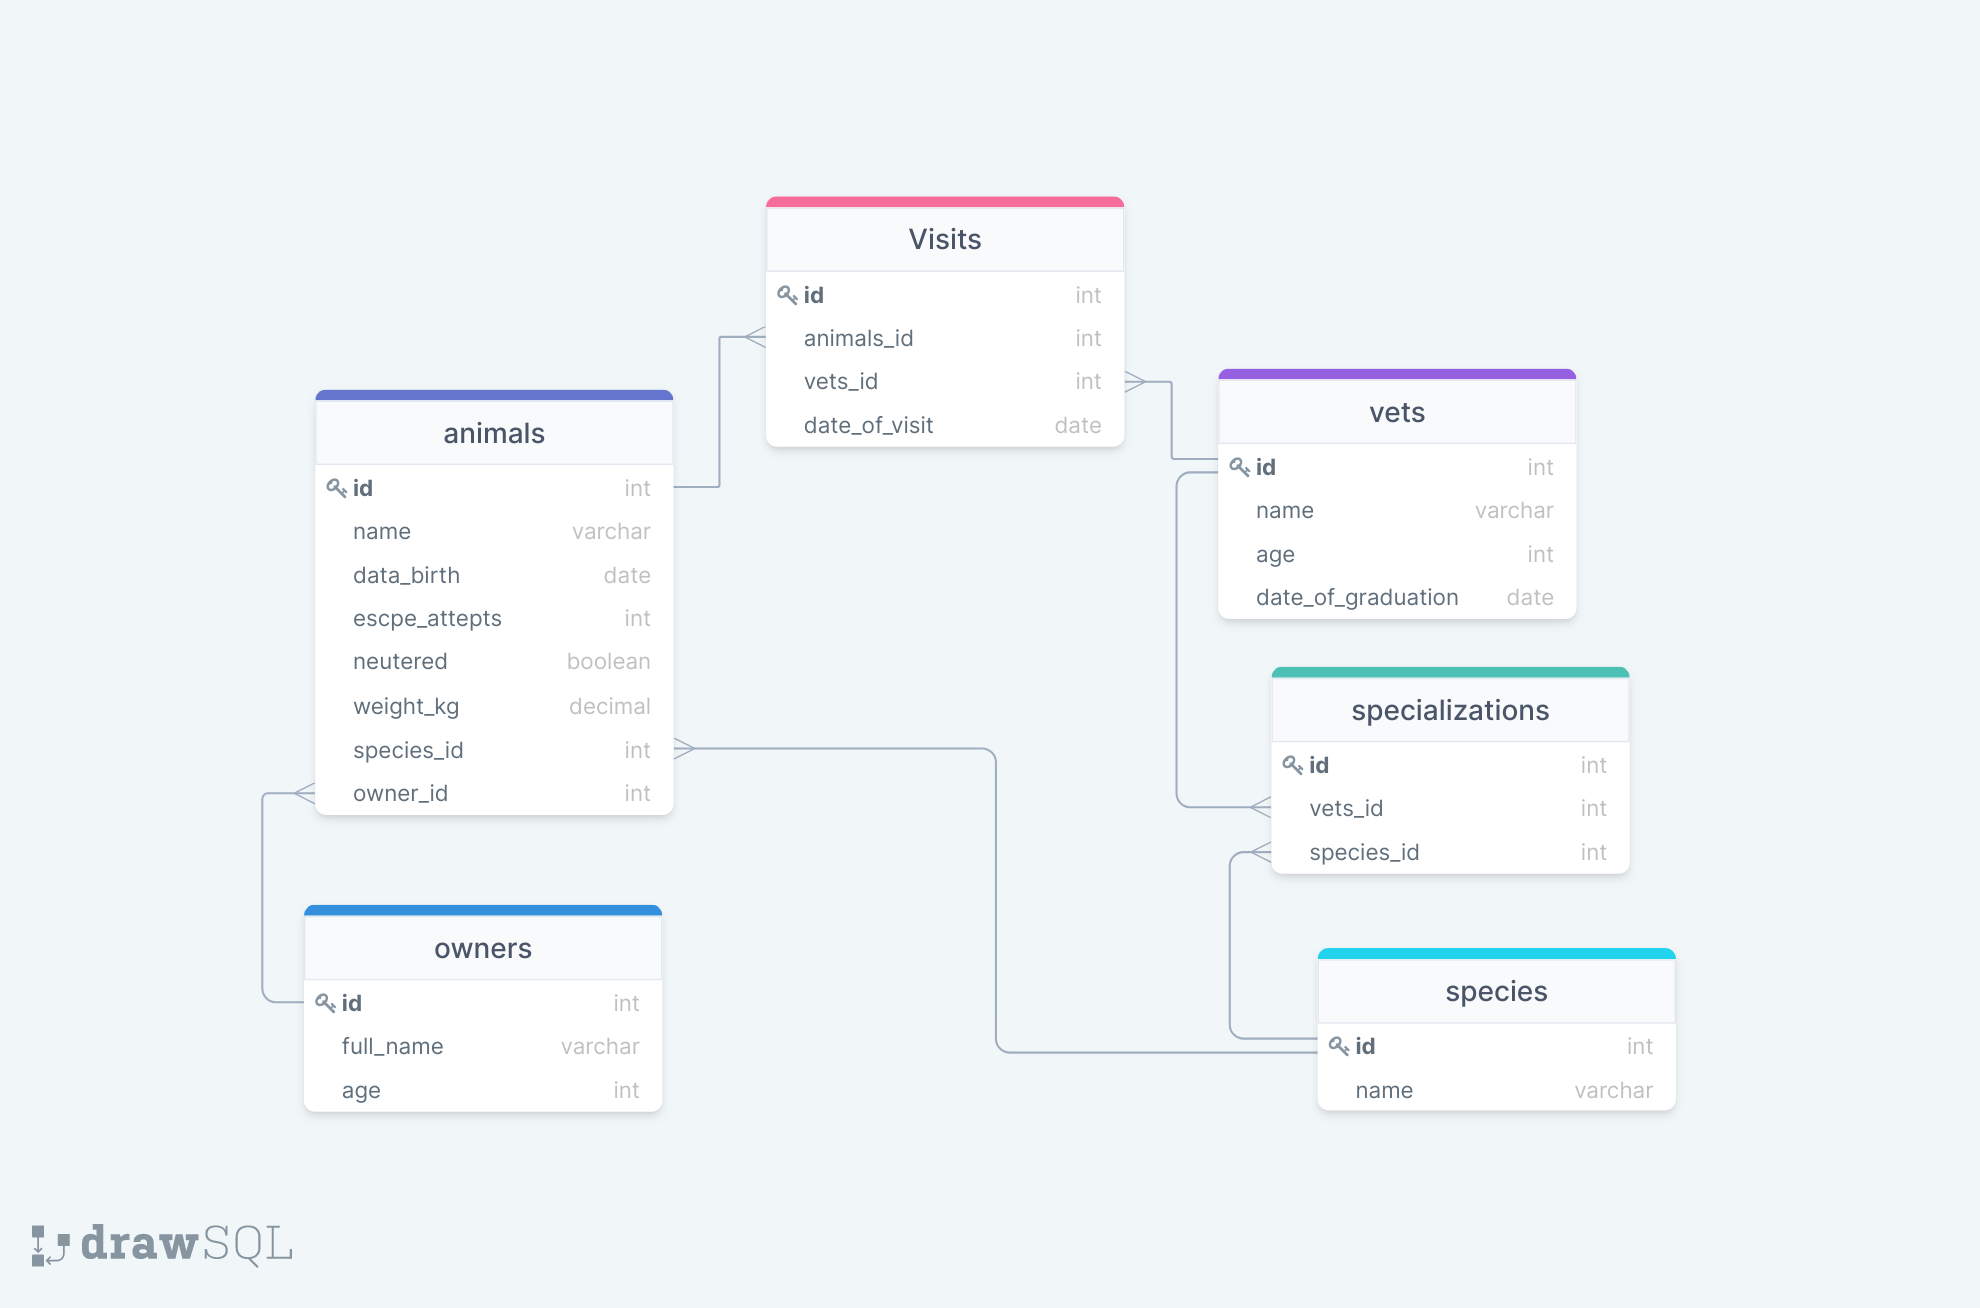 Visits
id int
animals_id int
vets_id int
date_of_visit date
animals
id int
name varchar
data_birth date
escpe_attepts int
neutered boolean
weight_kg decimal
species_id int
owner_id int
vets
id int
name varchar
age int
date_of_graduation date
specializations
id int
vets_id int
species_id int
owners
id int
full_name varchar
age int
species
id int
name varchar
drawSQL